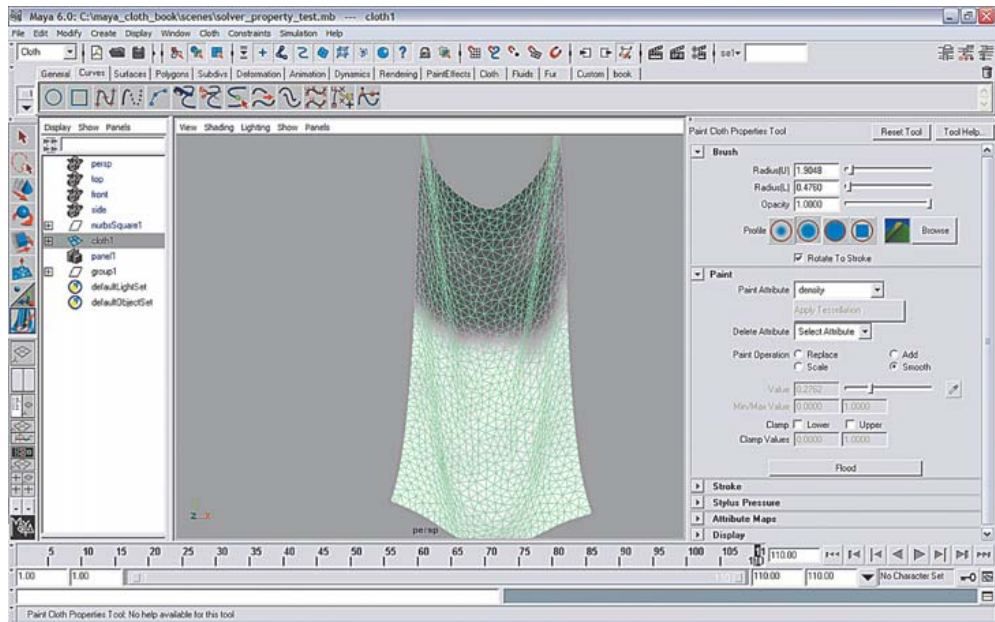 Maya 6.0: C:\maya_cloth_book\scenes\solver_property_test.mb --- cloth1
File Edit Modify Create Display Window Cloth Constraints Simulation Help
Cloth
sel
General Curves Surfaces Polygons Subdivs Deformation Animation Dynamics Rendering PaintEffects Cloth Fluids Fur Custom book
Display Show Panels
persp
top
front
side
nurbsSquare1
cloth1
panel1
group1
defaultLightSet
defaultObjectSet
View Shading Lighting Show Panels
z x
persp
Paint Cloth Properties Tool Reset Tool Tool Help...
Brush
Radius(U) 1.9048
Radius(L) 0.4760
Opacity 1.0000
Profile Browse
Rotate To Stroke
Paint
Paint Attribute density
Apply Tessellation
Delete Attribute Select Attribute
Paint Operation Replace Add
Scale Smooth
Value 0.2762
Min/Max Value 0.0000 1.0000
Clamp Lower Upper
Clamp Values 0.0000 1.0000
Flood
Stroke
Stylus Pressure
Attribute Maps
Display
5 10 15 20 25 30 35 40 45 50 55 60 65 70 75 80 85 90 95 100 105 110.00
1.00 1.00 110.00 110.00 No Character Set
Paint Cloth Properties Tool: No help available for this tool